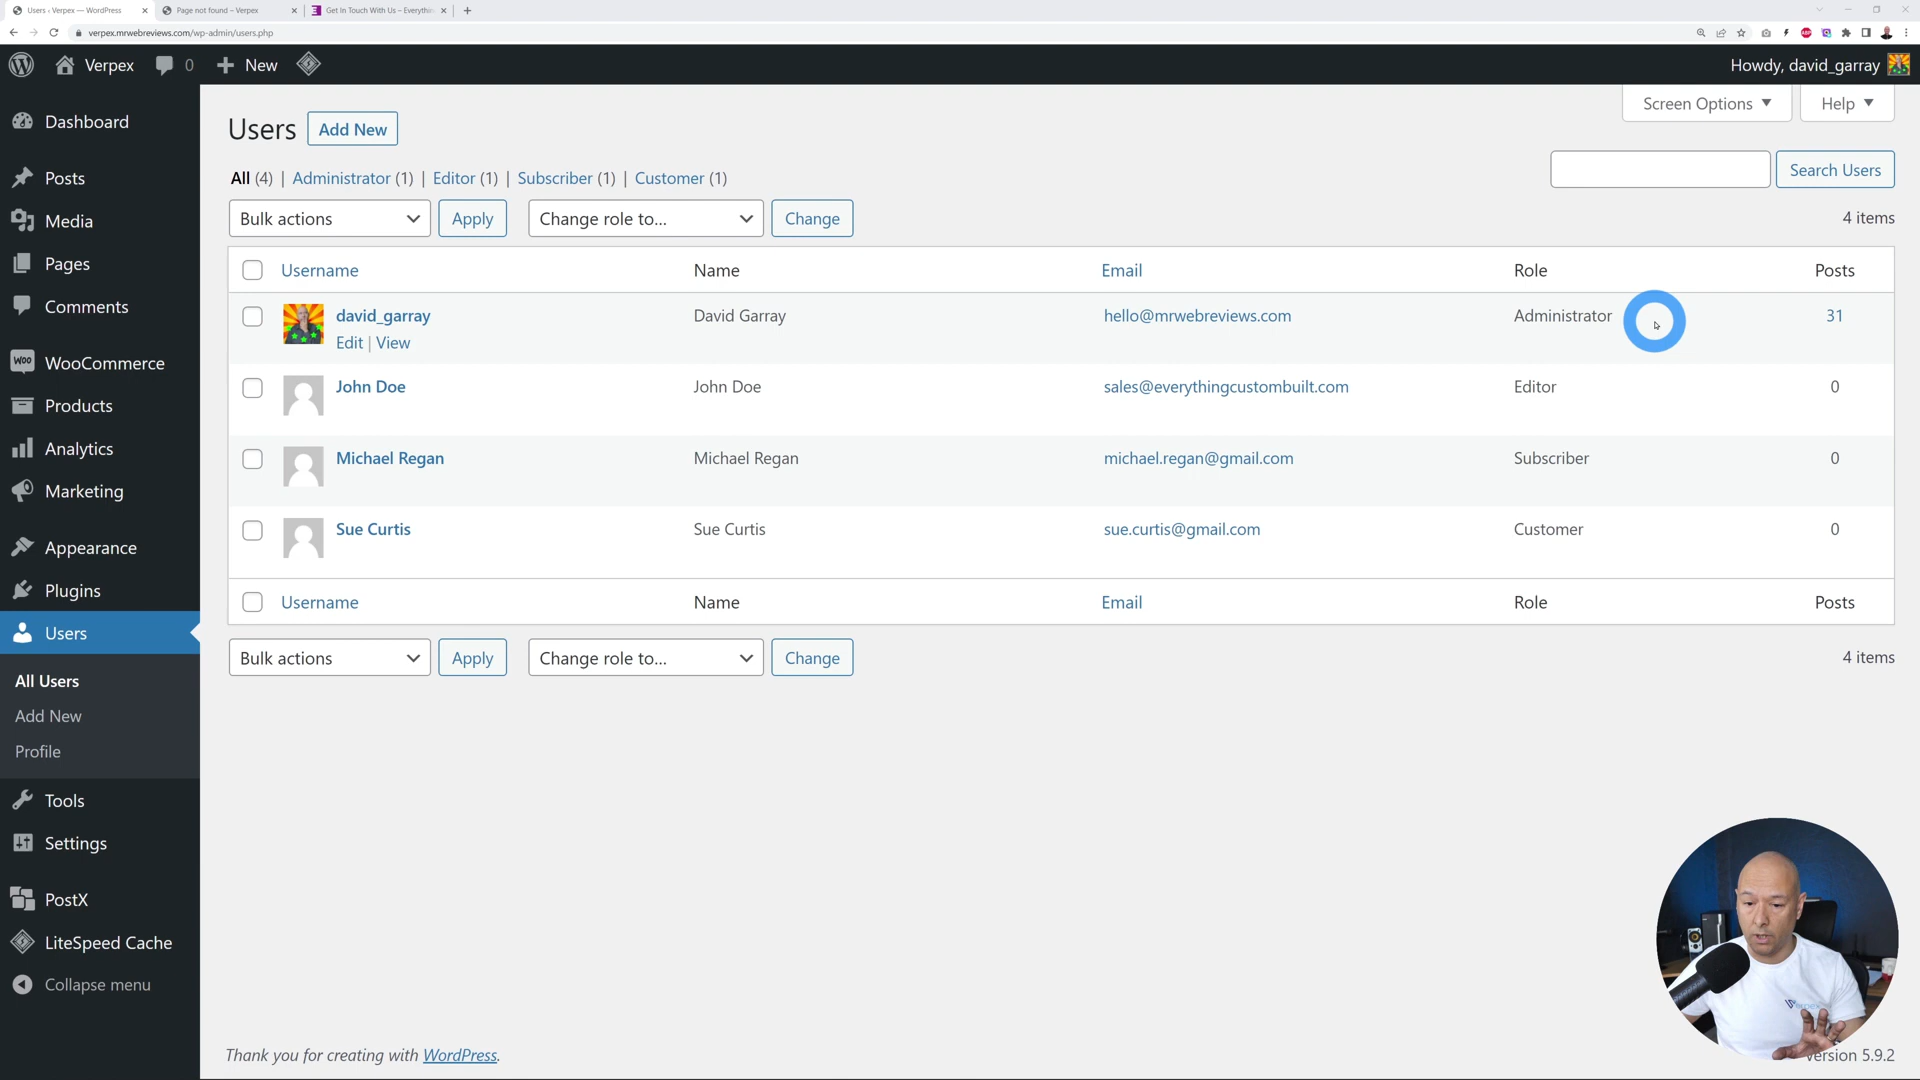 Users ‹ Verpex — WordPress
Page not found – Verpex
Get In Touch With Us – Everythin
verpex.mrwebreviews.com/wp-admin/users.php
Verpex 0 New
Howdy, david_garray
Dashboard
Posts
Media
Pages
Comments
WooCommerce
Products
Analytics
Marketing
Appearance
Plugins
Users
All Users
Add New
Profile
Tools
Settings
PostX
LiteSpeed Cache
Collapse menu
Screen Options Help
Users Add New
All (4) | Administrator (1) | Editor (1) | Subscriber (1) | Customer (1)
Search Users
Bulk actions Apply Change role to... Change 4 items
Username Name Email Role Posts
david_garray David Garray hello@mrwebreviews.com Administrator 31
Edit | View
John Doe John Doe sales@everythingcustombuilt.com Editor 0
Michael Regan Michael Regan michael.regan@gmail.com Subscriber 0
Sue Curtis Sue Curtis sue.curtis@gmail.com Customer 0
Username Name Email Role Posts
Bulk actions Apply Change role to... Change 4 items
Thank you for creating with WordPress.
Version 5.9.2